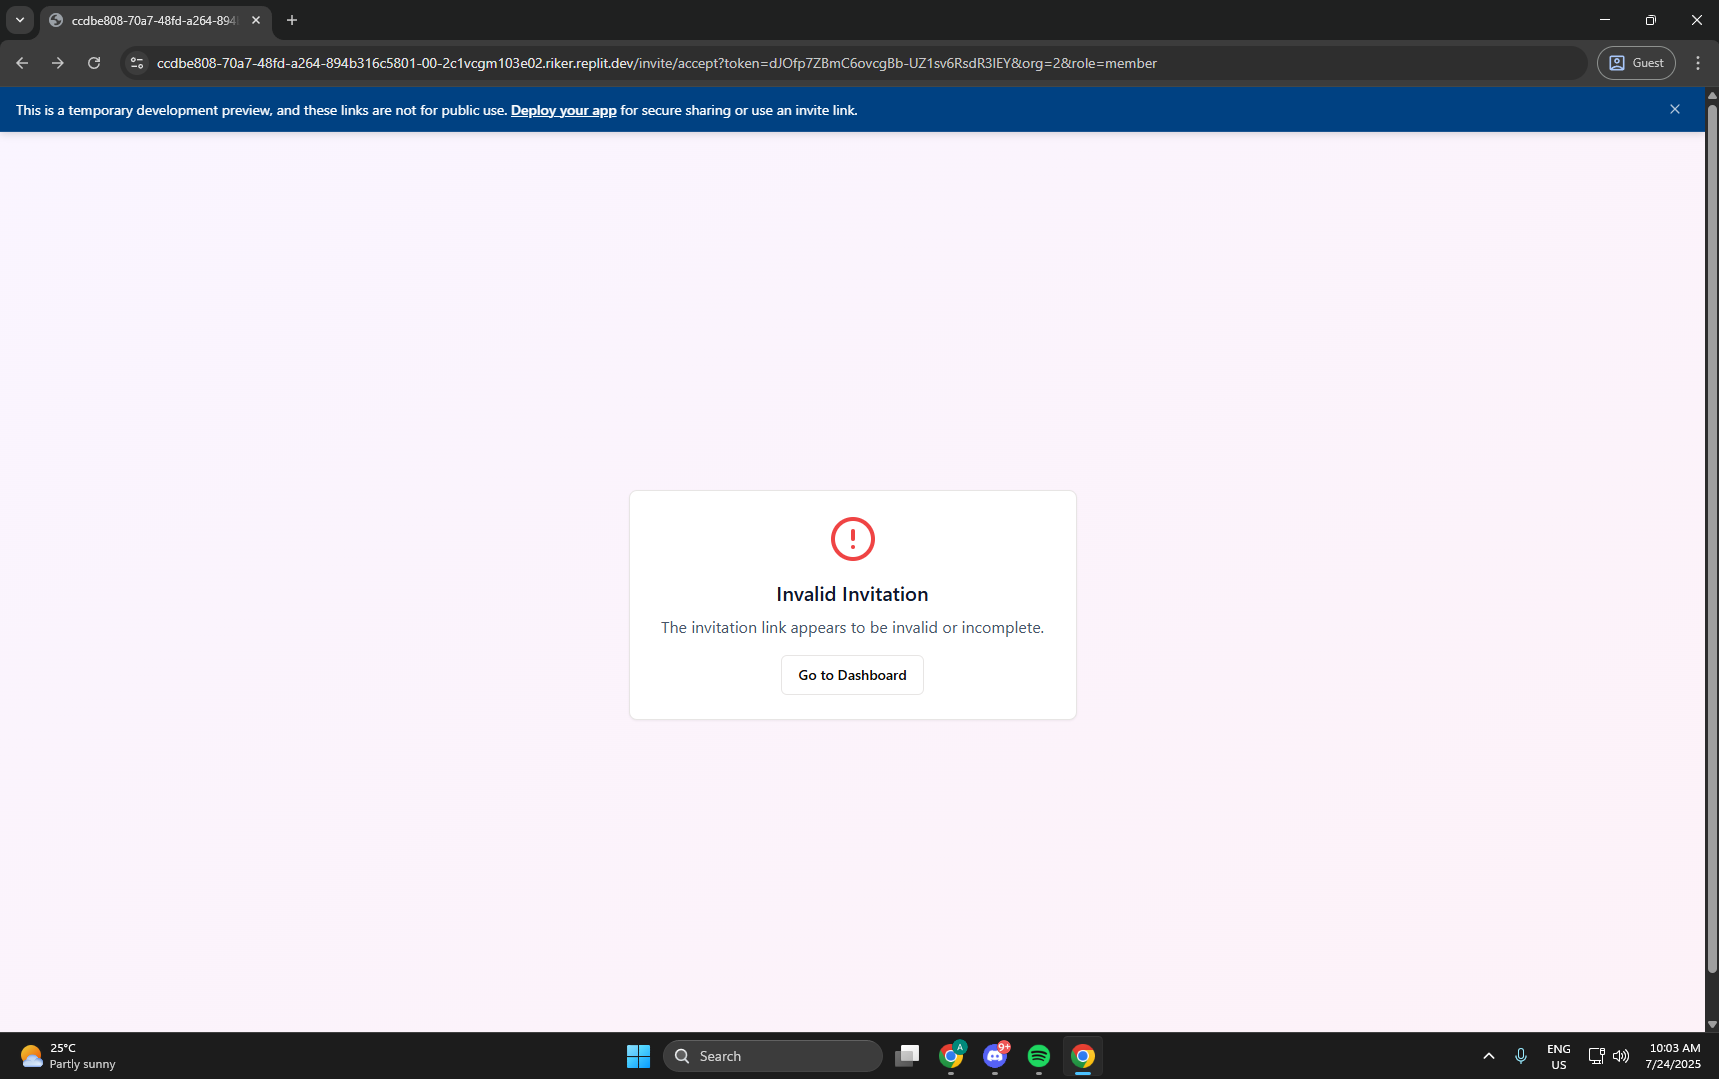 ccdbe808-70a7-48fd-a264-894
ccdbe808-70a7-48fd-a264-894b316c5801-00-2c1vcgm103e02.riker.replit.dev/invite/accept?token=dJOfp7ZBmC6ovcgBb-UZ1sv6RsdR3lEY&org=2&role=member
Guest
This is a temporary development preview, and these links are not for public use. Deploy your app for secure sharing or use an invite link.
Invalid Invitation
The invitation link appears to be invalid or incomplete.
Go to Dashboard
25°C
Partly sunny
Search
A
9+
ENG
US
10:03 AM
7/24/2025